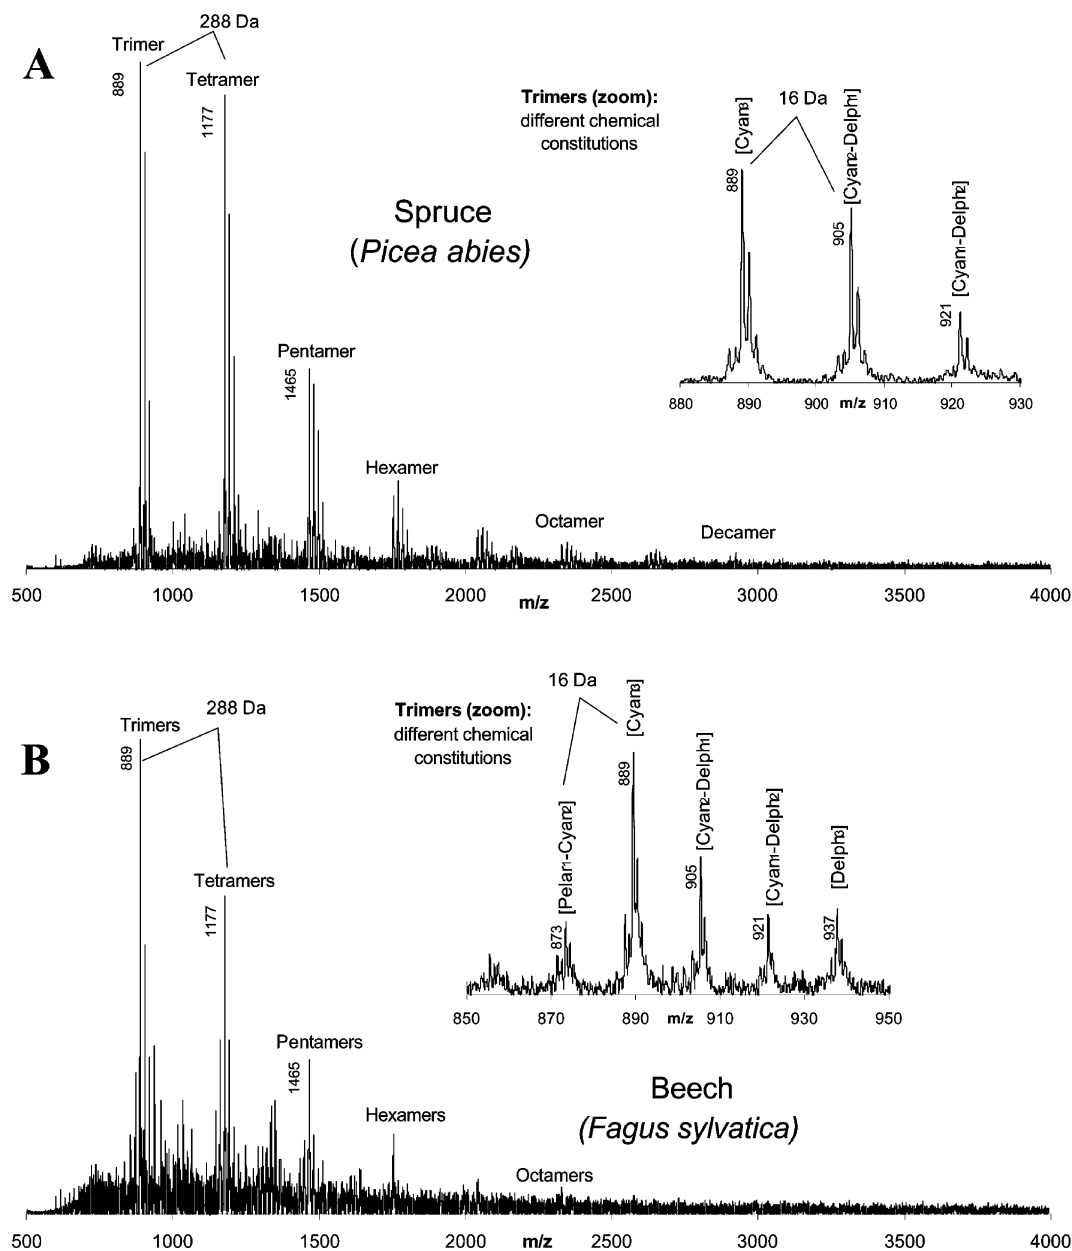 288 Da
Trimer
A
889
Tetramer
1177
Trimers (zoom):
different chemical
constitutions
16 Da
[Cyan3]
889
[Cyan2-Delph1]
905
[Cyan1-Delph2]
921
Spruce
(Picea abies)
Pentamer
1465
880 890 900 m/z 910 920 930
Hexamer
Octamer
Decamer
500 1000 1500 2000 m/z 2500 3000 3500 4000
16 Da
288 Da
Trimers
B
889
Trimers (zoom):
different chemical
constitutions
[Pelar1-Cyan2]
873
[Cyan3]
889
[Cyan2-Delph1]
905
[Cyan1-Delph2]
921
[Delph3]
937
Tetramers
1177
850 870 890 m/z 910 930 950
Pentamers
1465
Beech
(Fagus sylvatica)
Hexamers
Octamers
500 1000 1500 2000 m/z 2500 3000 3500 4000